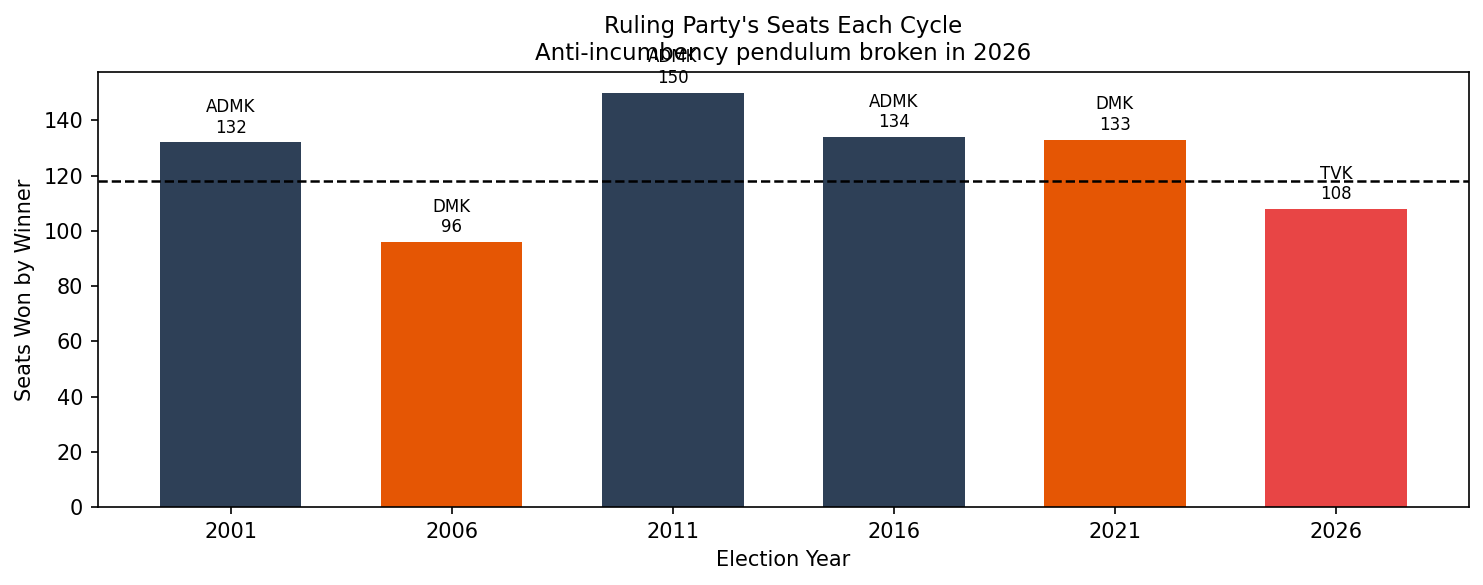 Ruling Party's Seats Each Cycle
Anti-incumbency pendulum broken in 2026
ADMK
132
DMK
96
ADMK
150
ADMK
134
DMK
133
TVK
108
Seats Won by Winner
140
120
100
80
60
40
20
0
2001 2006 2011 2016 2021 2026
Election Year